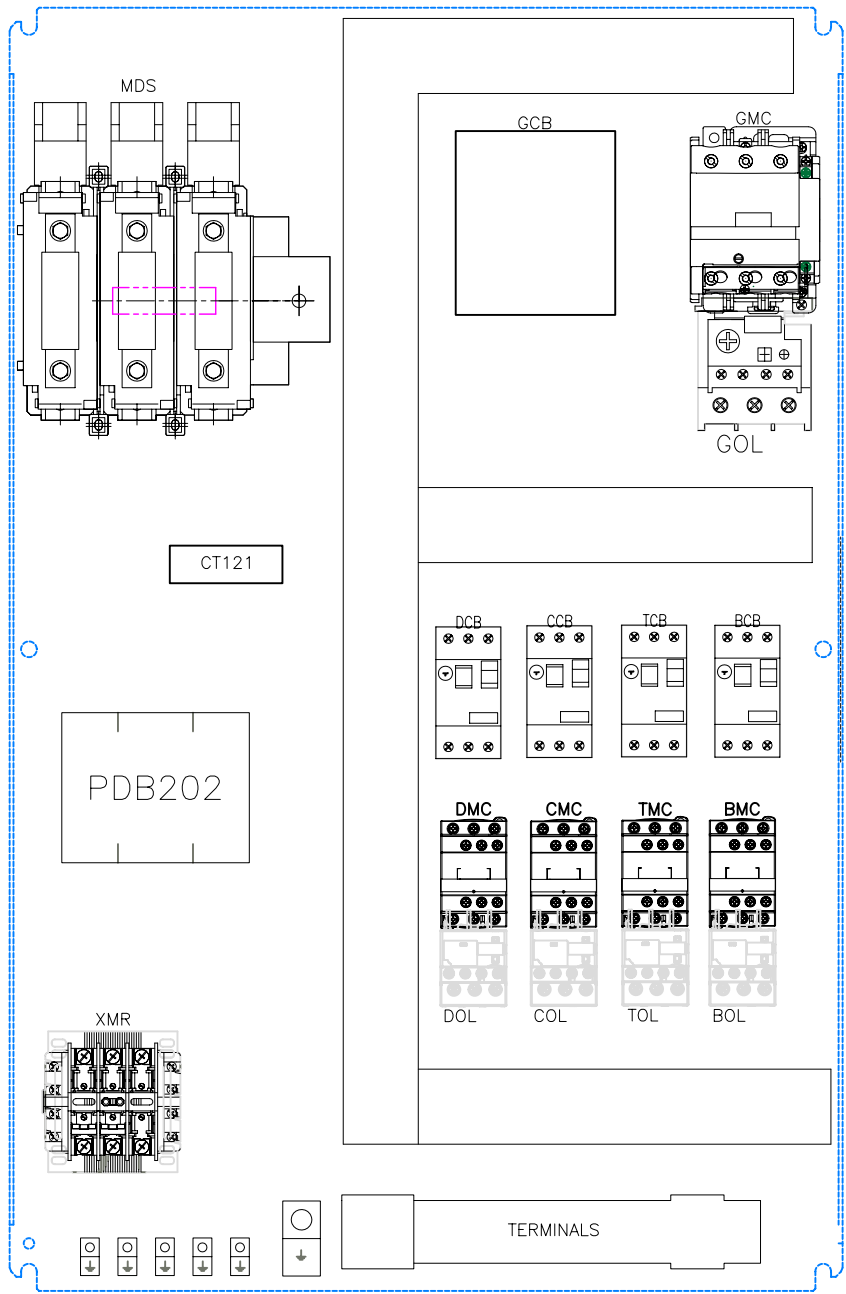 MDS
GCB
GMC
GOL
CT121
DCB
CCB
TCB
BCB
PDB202
DMC
CMC
TMC
BMC
DOL
COL
TOL
BOL
XMR
TERMINALS